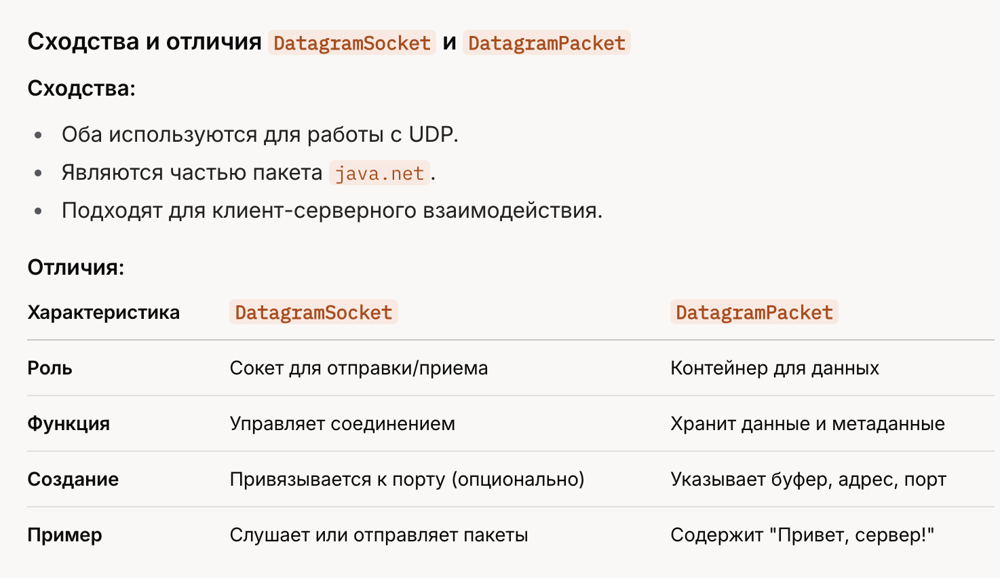 Сходства и отличия DatagramSocket и DatagramPacket
Сходства:
• Оба используются для работы с UDP.
• Являются частью пакета java.net.
• Подходят для клиент-серверного взаимодействия.
Отличия:
Характеристика DatagramSocket DatagramPacket
Роль Сокет для отправки/приема Контейнер для данных
Функция Управляет соединением Хранит данные и метаданные
Создание Привязывается к порту (опционально) Указывает буфер, адрес, порт
Пример Слушает или отправляет пакеты Содержит "Привет, сервер!"